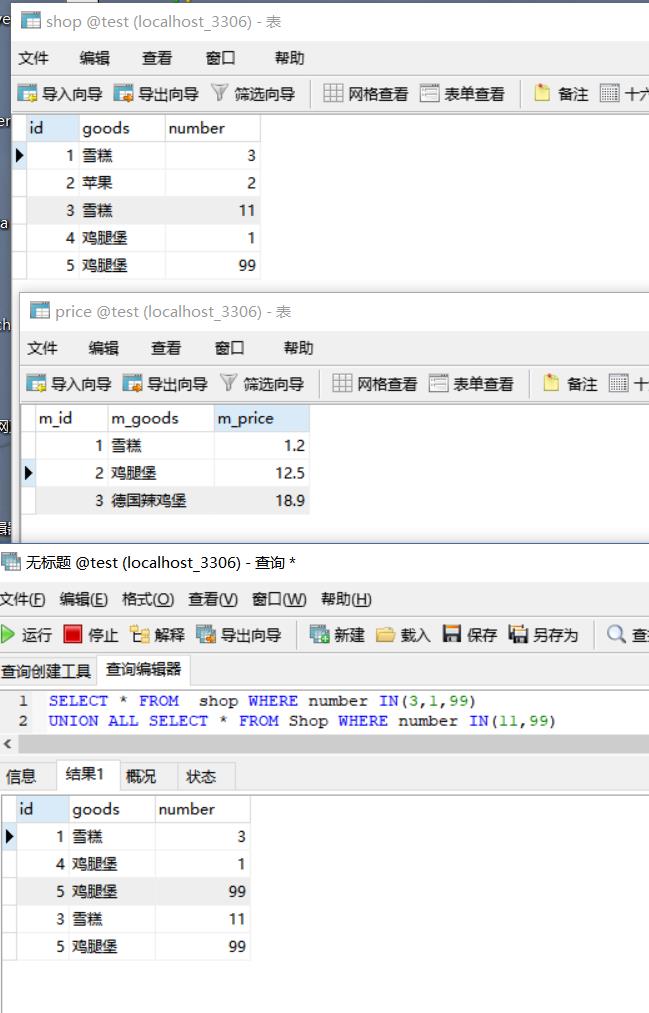 shop @test (localhost_3306) - 表
文件 编辑 查看 窗口 帮助
导入向导 导出向导 筛选向导 网格查看 表单查看 备注 十六
id goods number
1 雪糕 3
2 苹果 2
3 雪糕 11
4 鸡腿堡 1
5 鸡腿堡 99
price @test (localhost_3306) - 表
文件 编辑 查看 窗口 帮助
导入向导 导出向导 筛选向导 网格查看 表单查看 备注 十
m_id m_goods m_price
1 雪糕 1.2
2 鸡腿堡 12.5
3 德国辣鸡堡 18.9
无标题 @test (localhost_3306) - 查询 *
文件(F) 编辑(E) 格式(O) 查看(V) 窗口(W) 帮助(H)
运行 停止 解释 导出向导 新建 载入 保存 另存为 查
查询创建工具 查询编辑器
1 SELECT * FROM shop WHERE number IN(3,1,99)
2 UNION ALL SELECT * FROM Shop WHERE number IN(11,99)
信息 结果1 概况 状态
id goods number
1 雪糕 3
4 鸡腿堡 1
5 鸡腿堡 99
3 雪糕 11
5 鸡腿堡 99